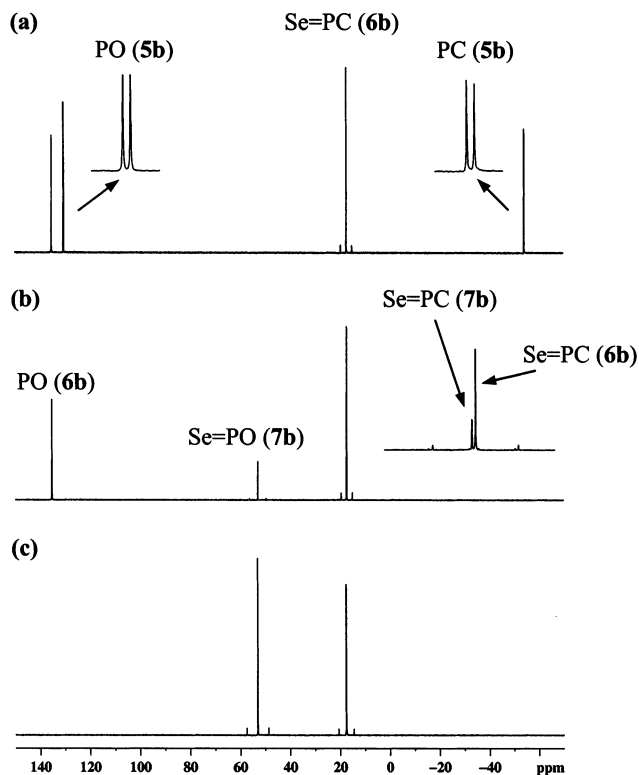 (a)
Se=PC (6b)
PO (5b)
PC (5b)
(b)
Se=PC (7b)
Se=PC (6b)
PO (6b)
Se=PO (7b)
(c)
140 120 100 80 60 40 20 0 −20 −40 ppm